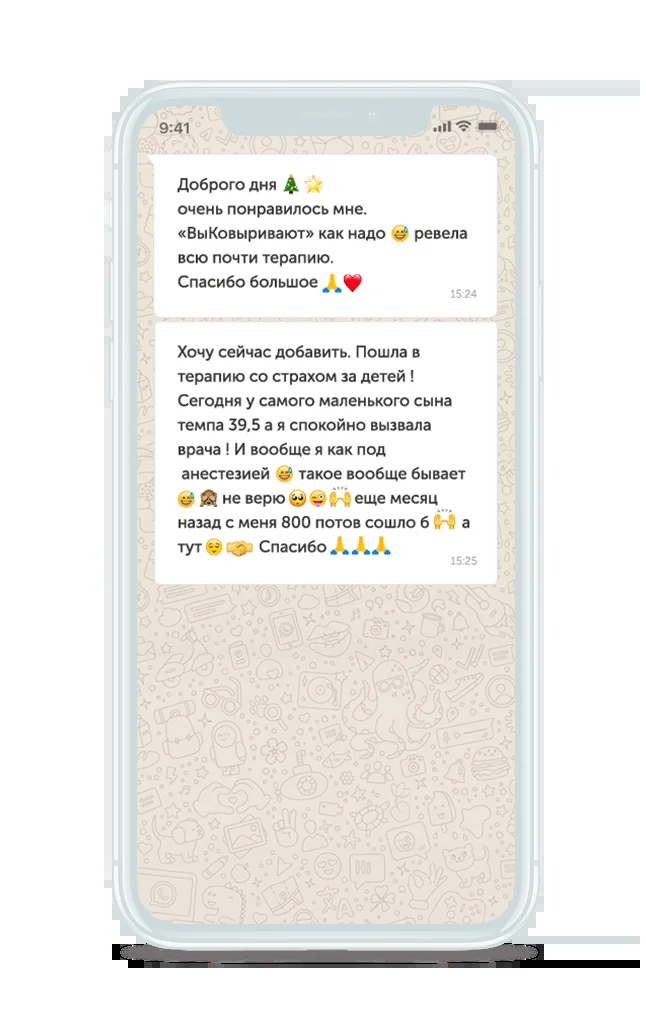 9:41
Доброго дня 🎄 🌟
очень понравилось мне.
«ВыКовыривают» как надо 😅 ревела
всю почти терапию.
Спасибо большое 🙏❤️
15:24
Хочу сейчас добавить. Пошла в
терапию со страхом за детей !
Сегодня у самого маленького сына
темпа 39,5 а я спокойно вызвала
врача ! И вообще я как под
анестезией 😅 такое вообще бывает
😅 🙈 не верю 🥺😜🙌 еще месяц
назад с меня 800 потов сошло б 🙌 а
тут😌🤝 Спасибо🙏🙏🙏
15:25
Hi